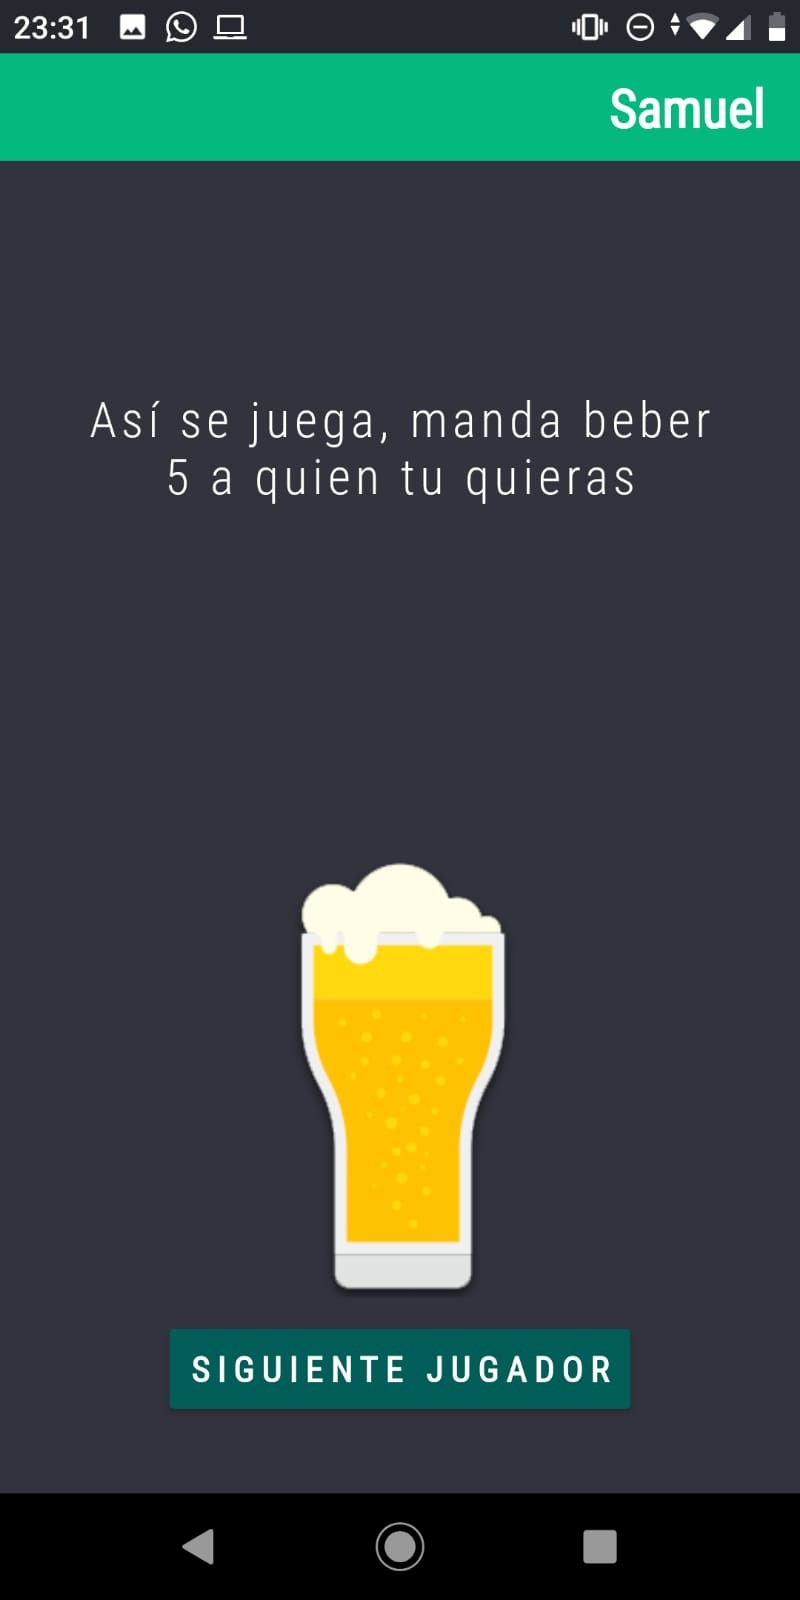 23:31
Samuel
Así se juega, manda beber
5 a quien tu quieras
SIGUIENTE JUGADOR